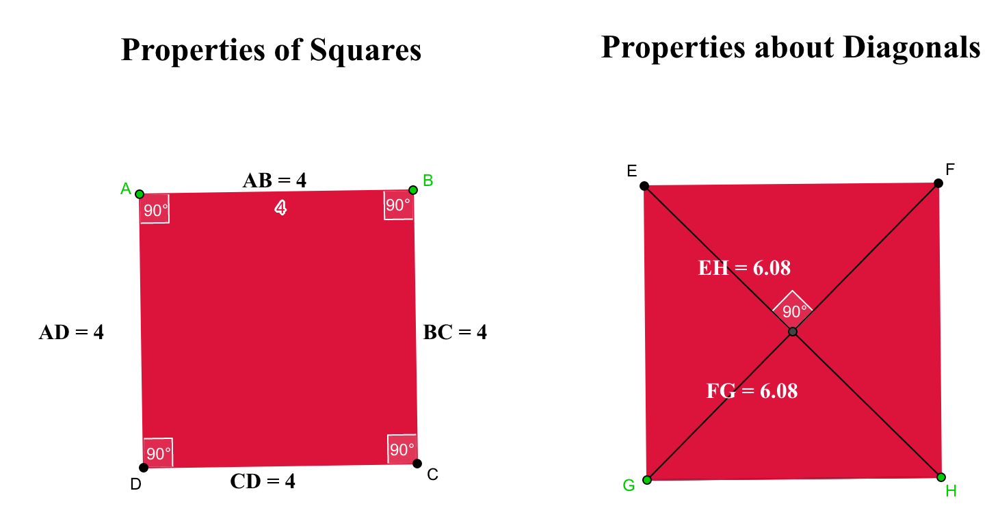 Properties of Squares
Properties about Diagonals
A
AB = 4
B
90°
4
90°
AD = 4
BC = 4
90°
90°
D
CD = 4
C
E
F
EH = 6.08
90°
FG = 6.08
G
H